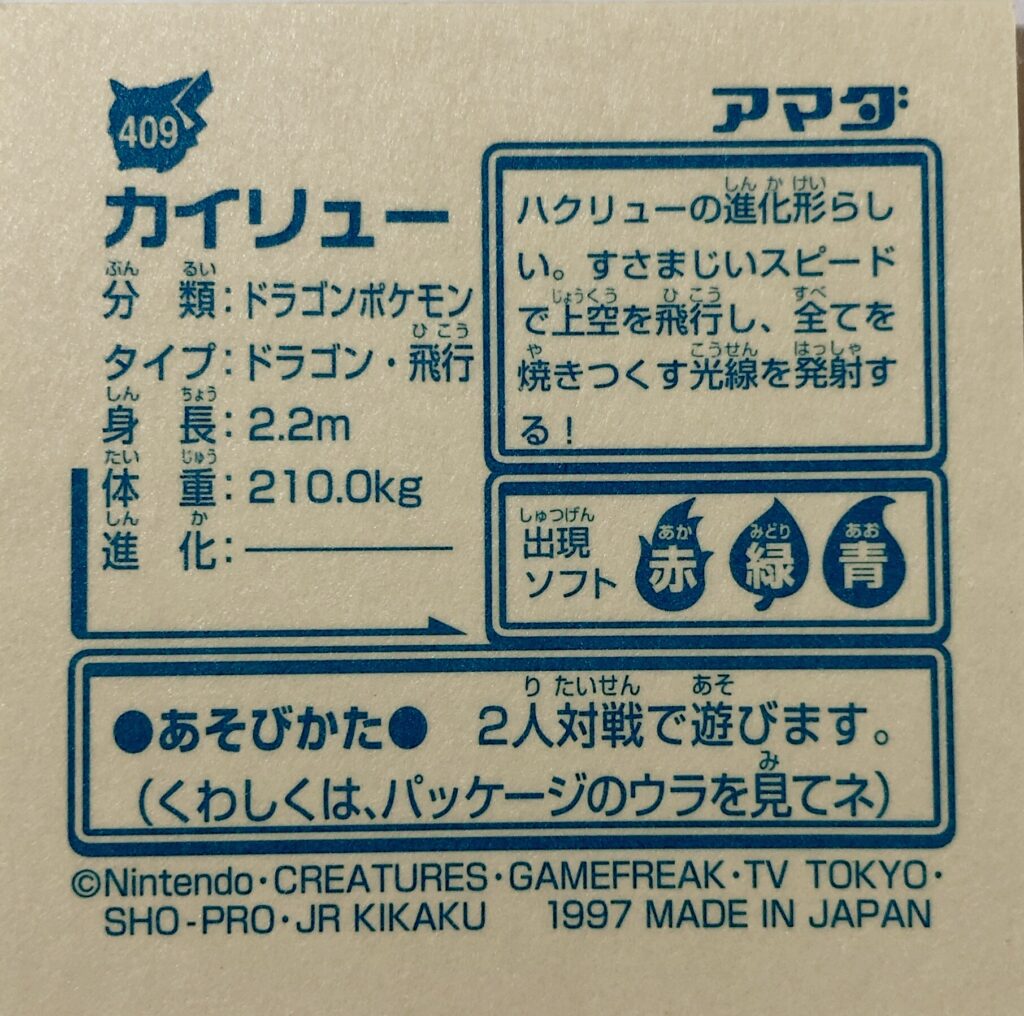 409
アマダ
カイリュー
分類：ドラゴンポケモン
タイプ：ドラゴン・飛行
身長：2.2m
体重：210.0kg
進化：―――――
ハクリューの進化形らし
い。すさまじいスピード
で上空を飛行し、全てを
焼きつくす光線を発射す
る！
出現
ソフト
赤 緑 青
●あそびかた● 2人対戦で遊びます。
（くわしくは、パッケージのウラを見てネ）
©Nintendo・CREATURES・GAMEFREAK・TV TOKYO・
SHO-PRO・JR KIKAKU 1997 MADE IN JAPAN